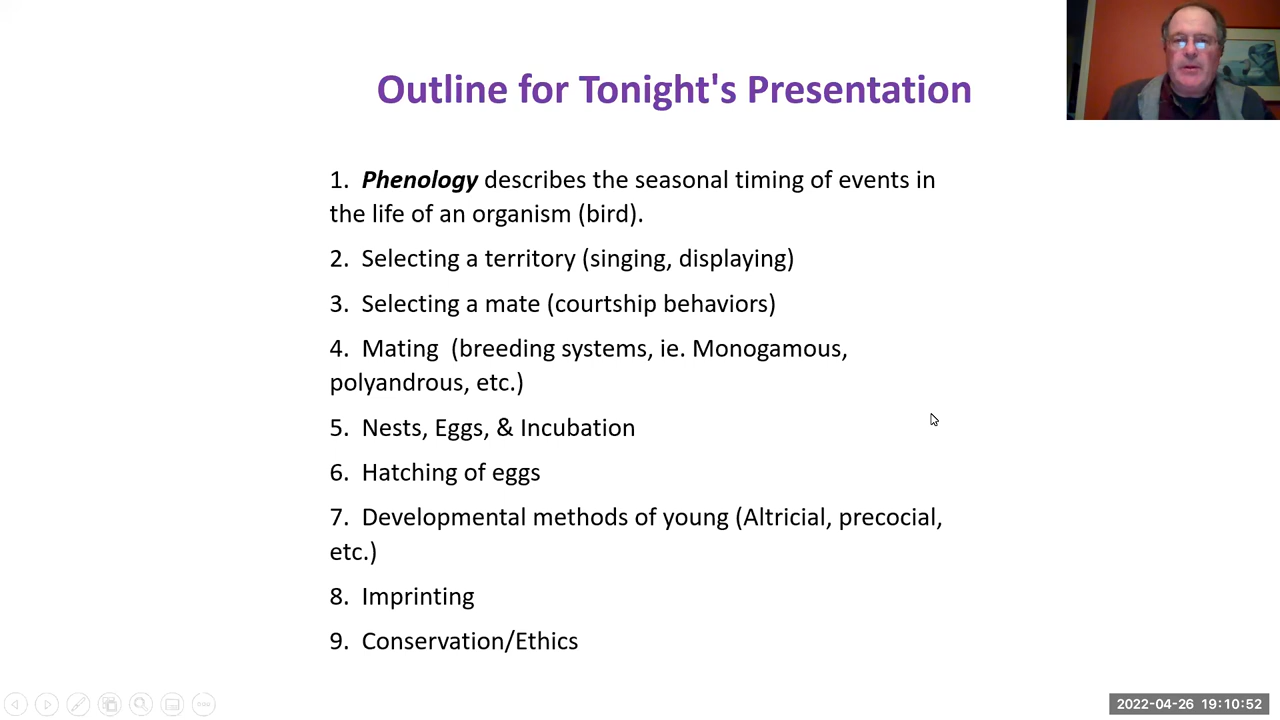 Outline for Tonight's Presentation
1. Phenology describes the seasonal timing of events in
the life of an organism (bird).
2. Selecting a territory (singing, displaying)
3. Selecting a mate (courtship behaviors)
4. Mating (breeding systems, ie. Monogamous,
polyandrous, etc.)
5. Nests, Eggs, & Incubation
6. Hatching of eggs
7. Developmental methods of young (Altricial, precocial,
etc.)
8. Imprinting
9. Conservation/Ethics
2022-04-26 19:10:52